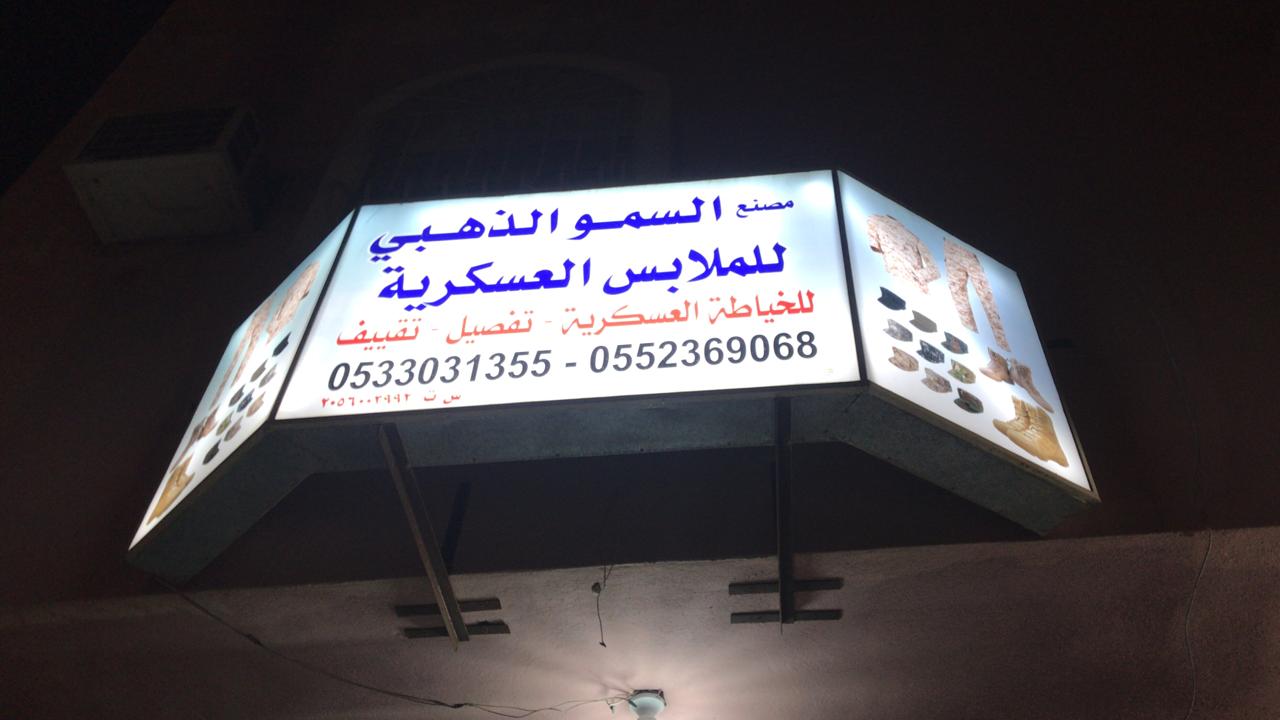 مصنع السمو الذهبي
للملابس العسكرية
للخياطة العسكرية - تفصيل - تقييف
0533031355 - 0552369068
س ت ٢٠٥٦٠٠٢٩٩٢